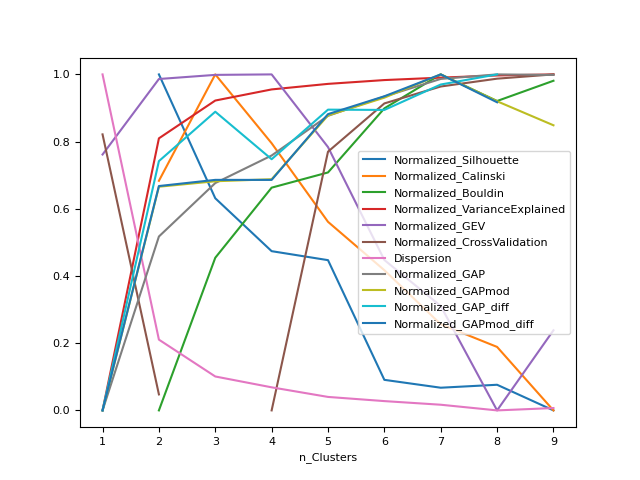 1.0
0.8
0.6
0.4
0.2
0.0
Normalized_Silhouette
Normalized_Calinski
Normalized_Bouldin
Normalized_VarianceExplained
Normalized_GEV
Normalized_CrossValidation
Dispersion
Normalized_GAP
Normalized_GAPmod
Normalized_GAP_diff
Normalized_GAPmod_diff
1 2 3 4 5 6 7 8 9
n_Clusters